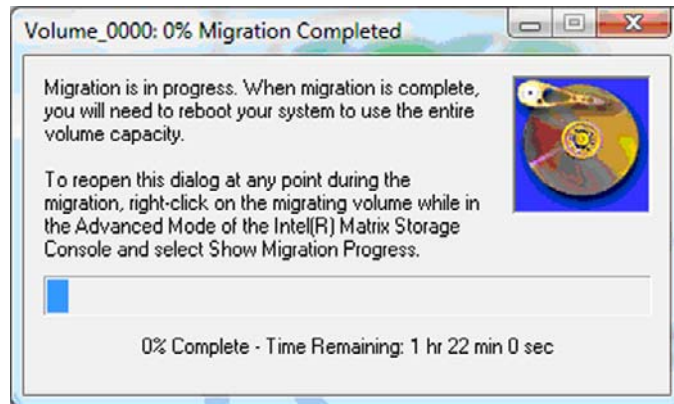 Volume_0000: 0% Migration Completed
Migration is in progress. When migration is complete,
you will need to reboot your system to use the entire
volume capacity.
To reopen this dialog at any point during the
migration, right-click on the migrating volume while in
the Advanced Mode of the Intel(R) Matrix Storage
Console and select Show Migration Progress.
0% Complete - Time Remaining: 1 hr 22 min 0 sec